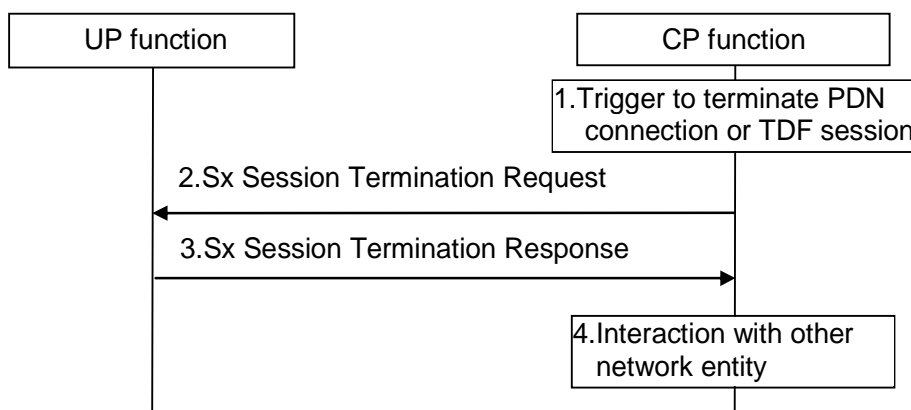 UP function
CP function
1.Trigger to terminate PDN
connection or TDF session
2.Sx Session Termination Request
3.Sx Session Termination Response
4.Interaction with other
network entity